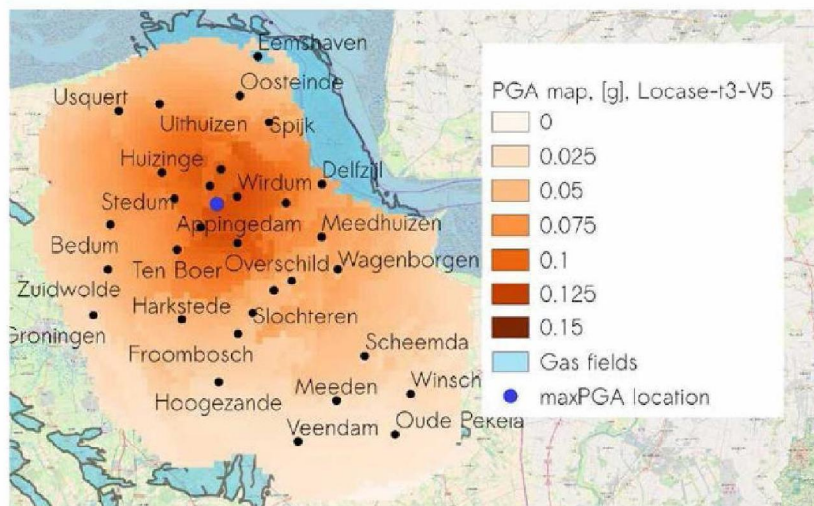 Eemshaven
Oosteinde
Usquert
Uithuizen
Spijk
Huizinge
Delfzijl
Wirdum
Stedum
Appingedam
Meedhuizen
Bedum
Ten Boer
Overschild
Wagenborgen
Zuidwolde
Harkstede
Slochteren
Groningen
Froombosch
Scheemda
Hoogezande
Meeden
Winsch
Veendam
Oude Pekela
PGA map, [g], Locase-t3-V5
0
0.025
0.05
0.075
0.1
0.125
0.15
Gas fields
maxPGA location